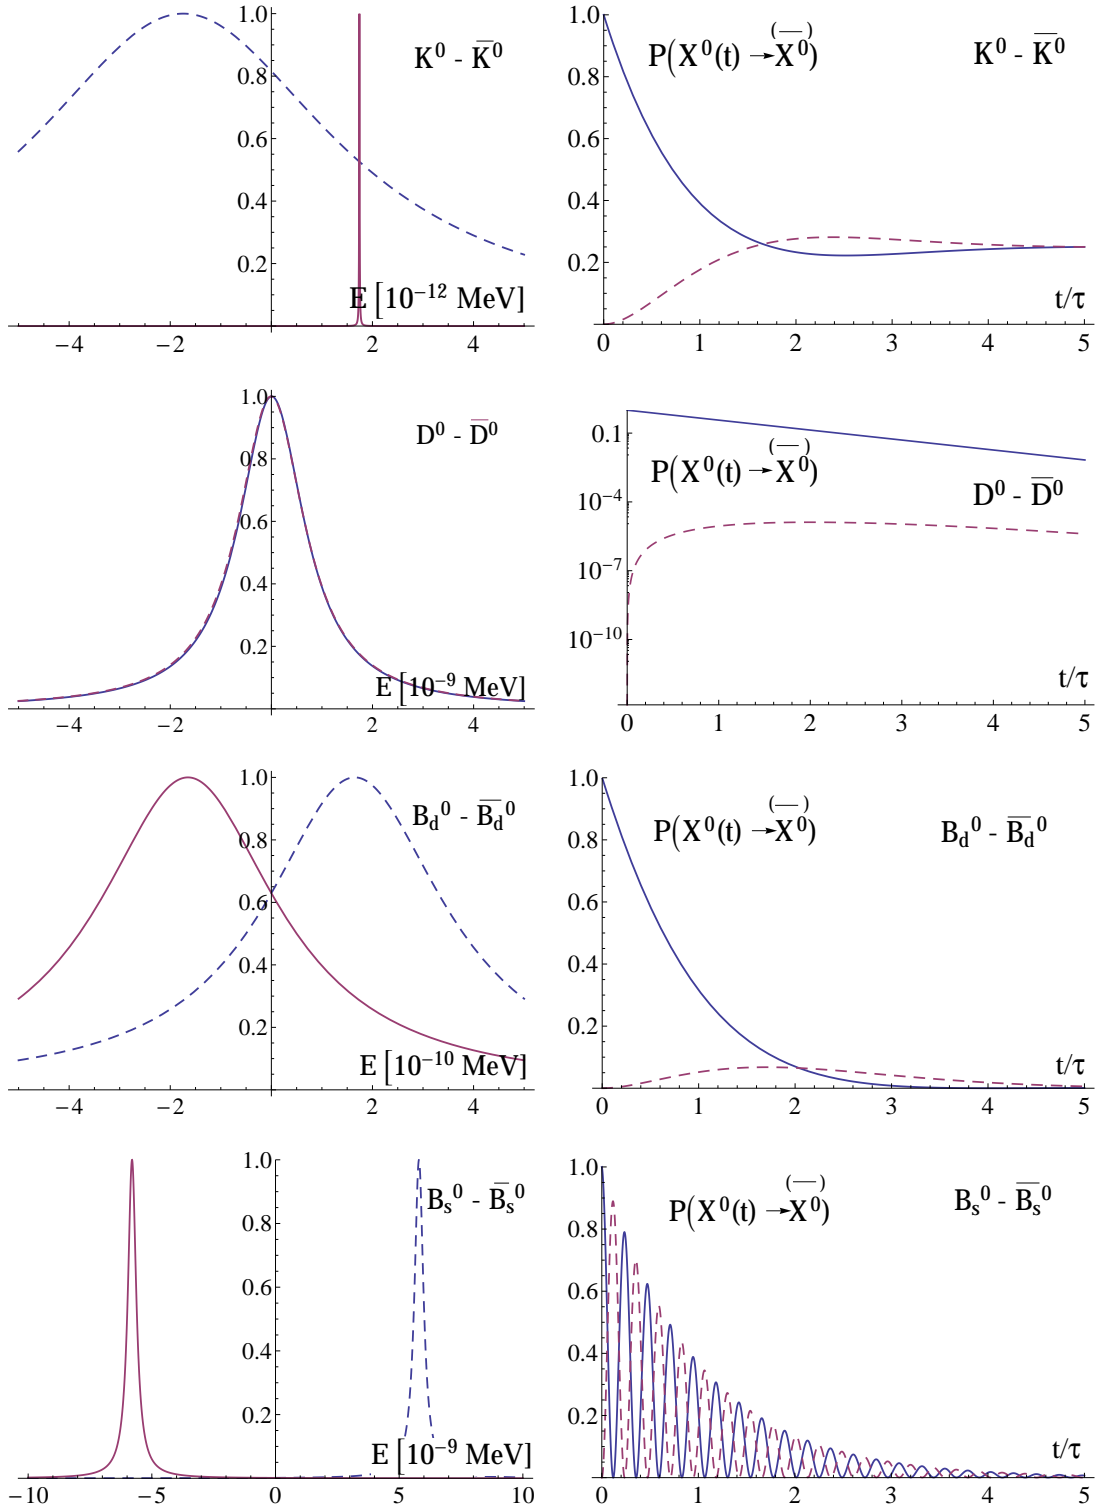 1.0
0.8
0.6
0.4
0.2
K⁰ - K̅⁰
E [10⁻¹² MeV]
−4 −2 2 4
1.0
0.8
0.6
0.4
0.2
P(X⁰(t) → (—) X⁰)
K⁰ - K̅⁰
t/τ
0 1 2 3 4 5
1.0
0.8
0.6
0.4
0.2
D⁰ - D̅⁰
E [10⁻⁹ MeV]
−4 −2 2 4
0.1
10⁻⁴
10⁻⁷
10⁻¹⁰
P(X⁰(t) → (—) X⁰)
D⁰ - D̅⁰
t/τ
0 1 2 3 4 5
1.0
0.8
0.6
0.4
0.2
B_d⁰ - B̅_d⁰
E [10⁻¹⁰ MeV]
−4 −2 2 4
1.0
0.8
0.6
0.4
0.2
P(X⁰(t) → (—) X⁰)
B_d⁰ - B̅_d⁰
t/τ
0 1 2 3 4 5
1.0
0.8
0.6
0.4
0.2
B_s⁰ - B̅_s⁰
E [10⁻⁹ MeV]
−10 −5 0 5 10
1.0
0.8
0.6
0.4
0.2
P(X⁰(t) → (—) X⁰)
B_s⁰ - B̅_s⁰
t/τ
0 1 2 3 4 5